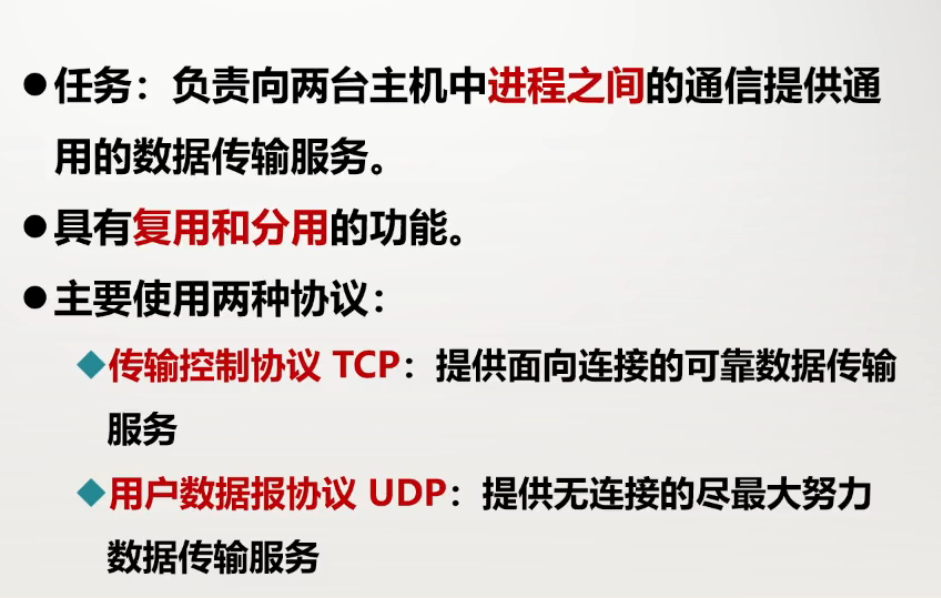 ●任务：负责向两台主机中进程之间的通信提供通
用的数据传输服务。
●具有复用和分用的功能。
●主要使用两种协议：
◆传输控制协议 TCP：提供面向连接的可靠数据传输
服务
◆用户数据报协议 UDP：提供无连接的尽最大努力
数据传输服务